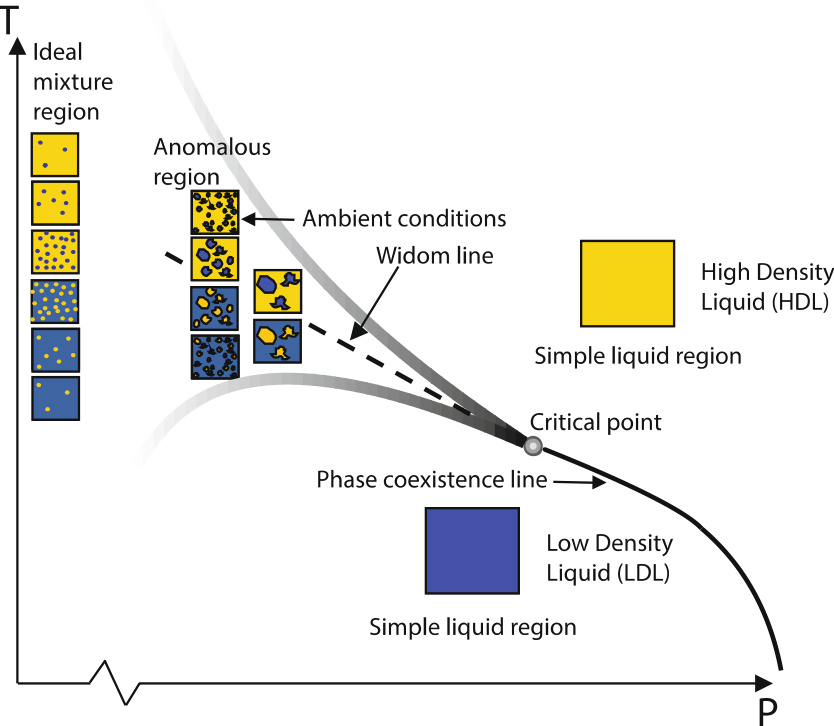 T
Ideal
mixture
region
Anomalous
region
Ambient conditions
Widom line
High Density
Liquid (HDL)
Simple liquid region
Critical point
Phase coexistence line
Low Density
Liquid (LDL)
Simple liquid region
P